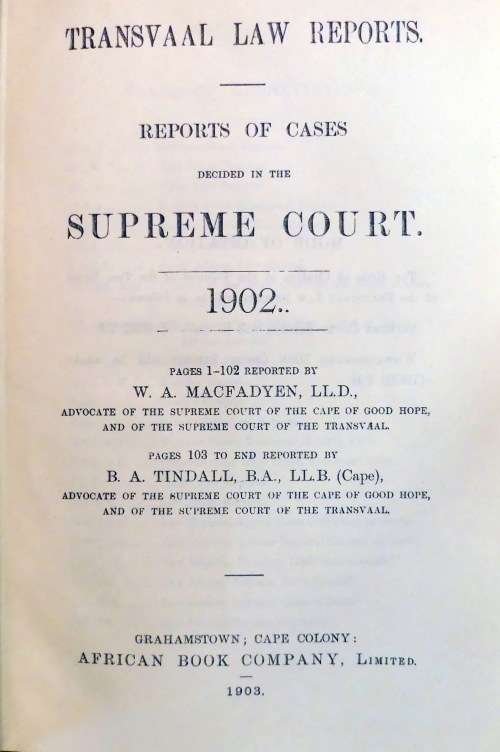 TRANSVAAL LAW REPORTS.
REPORTS OF CASES
DECIDED IN THE
SUPREME COURT.
1902..
PAGES 1-102 REPORTED BY
W. A. MACFADYEN, LL.D.,
ADVOCATE OF THE SUPREME COURT OF THE CAPE OF GOOD HOPE,
AND OF THE SUPREME COURT OF THE TRANSVAAL.
PAGES 103 TO END REPORTED BY
B. A. TINDALL, B.A., LL.B. (Cape),
ADVOCATE OF THE SUPREME COURT OF THE CAPE OF GOOD HOPE,
AND OF THE SUPREME COURT OF THE TRANSVAAL.
GRAHAMSTOWN; CAPE COLONY:
AFRICAN BOOK COMPANY, LIMITED.
1903.